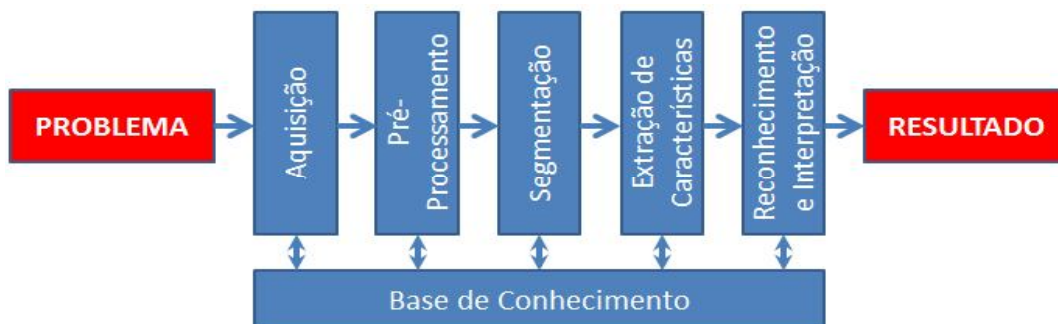 PROBLEMA
Aquisição
Pré-
Processamento
Segmentação
Extração de
Características
Reconhecimento
e Interpretação
RESULTADO
Base de Conhecimento